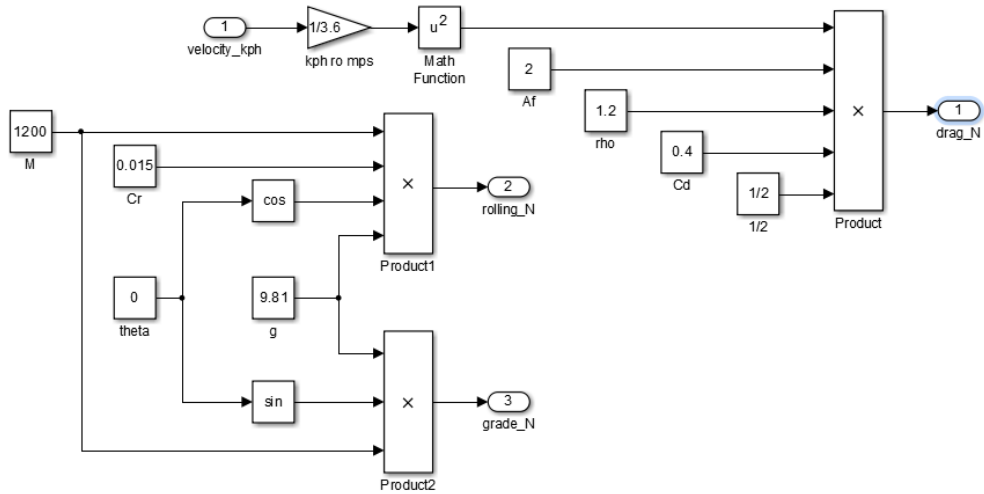 1
velocity_kph
1/3.6
kph ro mps
u²
Math
Function
2
Af
1.2
rho
0.4
Cd
1/2
1/2
×
Product
1
drag_N
1200
M
0.015
Cr
cos
×
Product1
2
rolling_N
0
theta
9.81
g
sin
×
Product2
3
grade_N